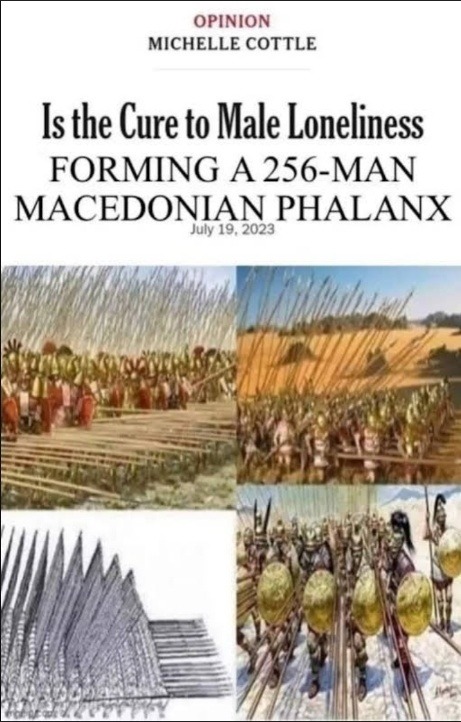 OPINION
MICHELLE COTTLE
Is the Cure to Male Loneliness
FORMING A 256-MAN
MACEDONIAN PHALANX
July 19, 2023